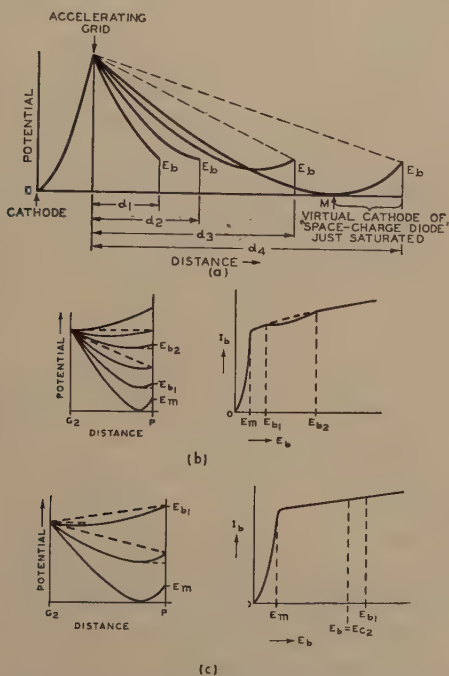 ACCELERATING
GRID
POTENTIAL
0
CATHODE
Eb
Eb
Eb
Eb
d1
d2
d3
d4
M
VIRTUAL CATHODE OF
"SPACE-CHARGE DIODE"
JUST SATURATED
DISTANCE
(a)
POTENTIAL
Eb2
Eb1
Em
G2
P
DISTANCE
Ib
0
Em
Eb1
Eb2
Eb
(b)
POTENTIAL
Eb1
Em
G2
P
DISTANCE
Ib
0
Em
Eb1
Eb=Ec2
Eb
(c)